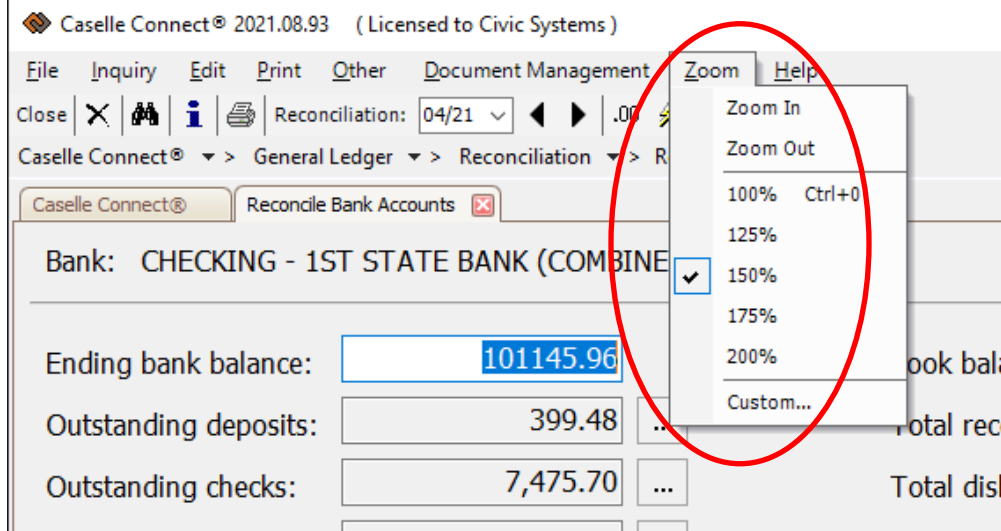 Caselle Connect® 2021.08.93 ( Licensed to Civic Systems )
File Inquiry Edit Print Other Document Management Zoom Help
Close Reconciliation: 04/21 .00
Caselle Connect® > General Ledger > Reconciliation > R
Caselle Connect® Reconcile Bank Accounts
Zoom In
Zoom Out
100% Ctrl+0
125%
150%
175%
200%
Custom...
Bank: CHECKING - 1ST STATE BANK (COMBINE
Ending bank balance: 101145.96
Outstanding deposits: 399.48 ...
Outstanding checks: 7,475.70 ...
ook bala
Total rec
Total dis